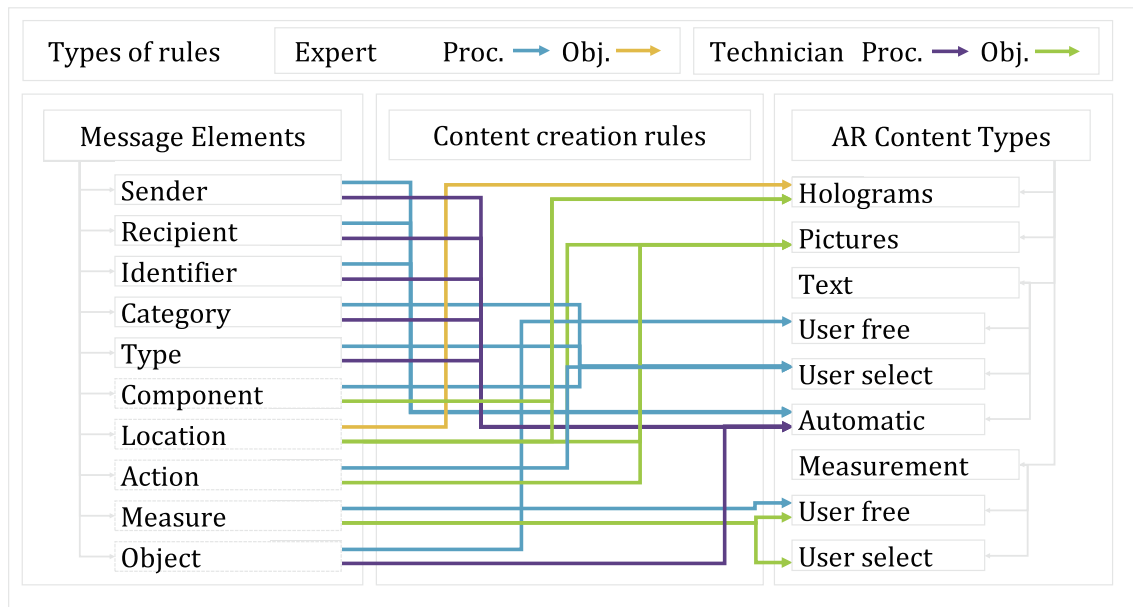 Types of rules Expert Proc. Obj. Technician Proc. Obj.
Message Elements
Sender
Recipient
Identifier
Category
Type
Component
Location
Action
Measure
Object
Content creation rules
AR Content Types
Holograms
Pictures
Text
User free
User select
Automatic
Measurement
User free
User select